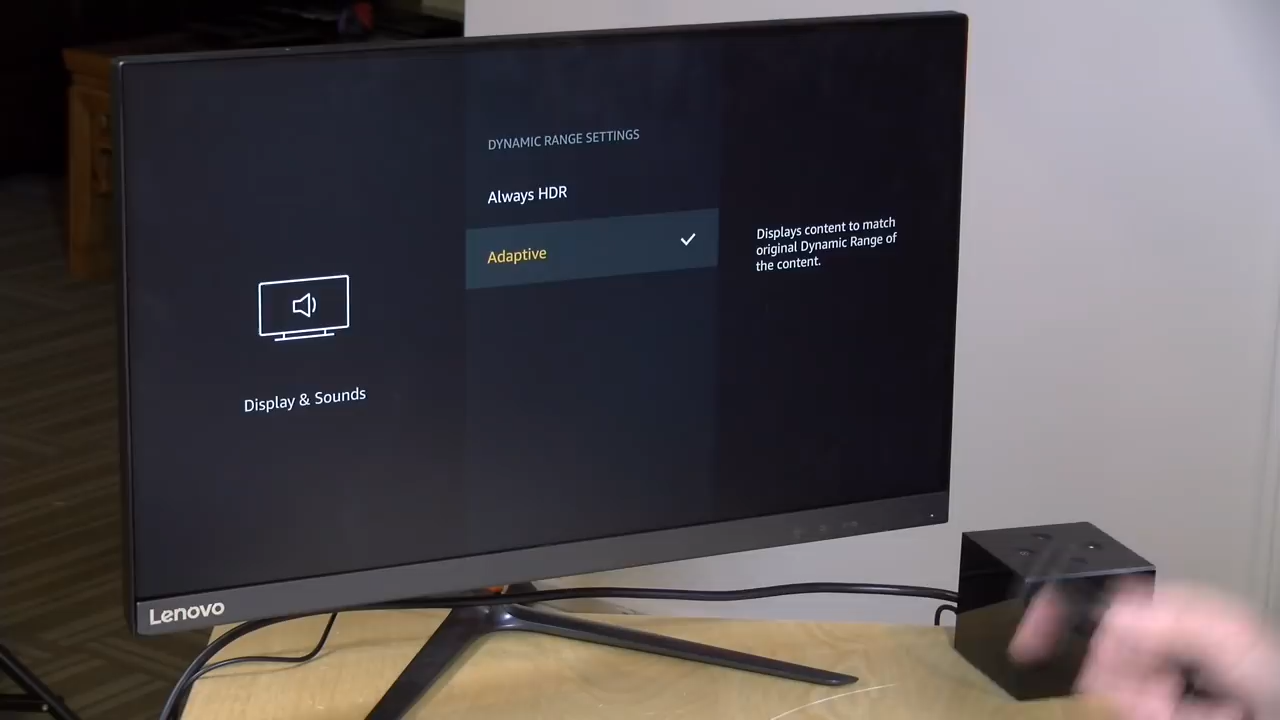 DYNAMIC RANGE SETTINGS
Always HDR
Adaptive
Displays content to match
original Dynamic Range of
the content.
Display & Sounds
Lenovo